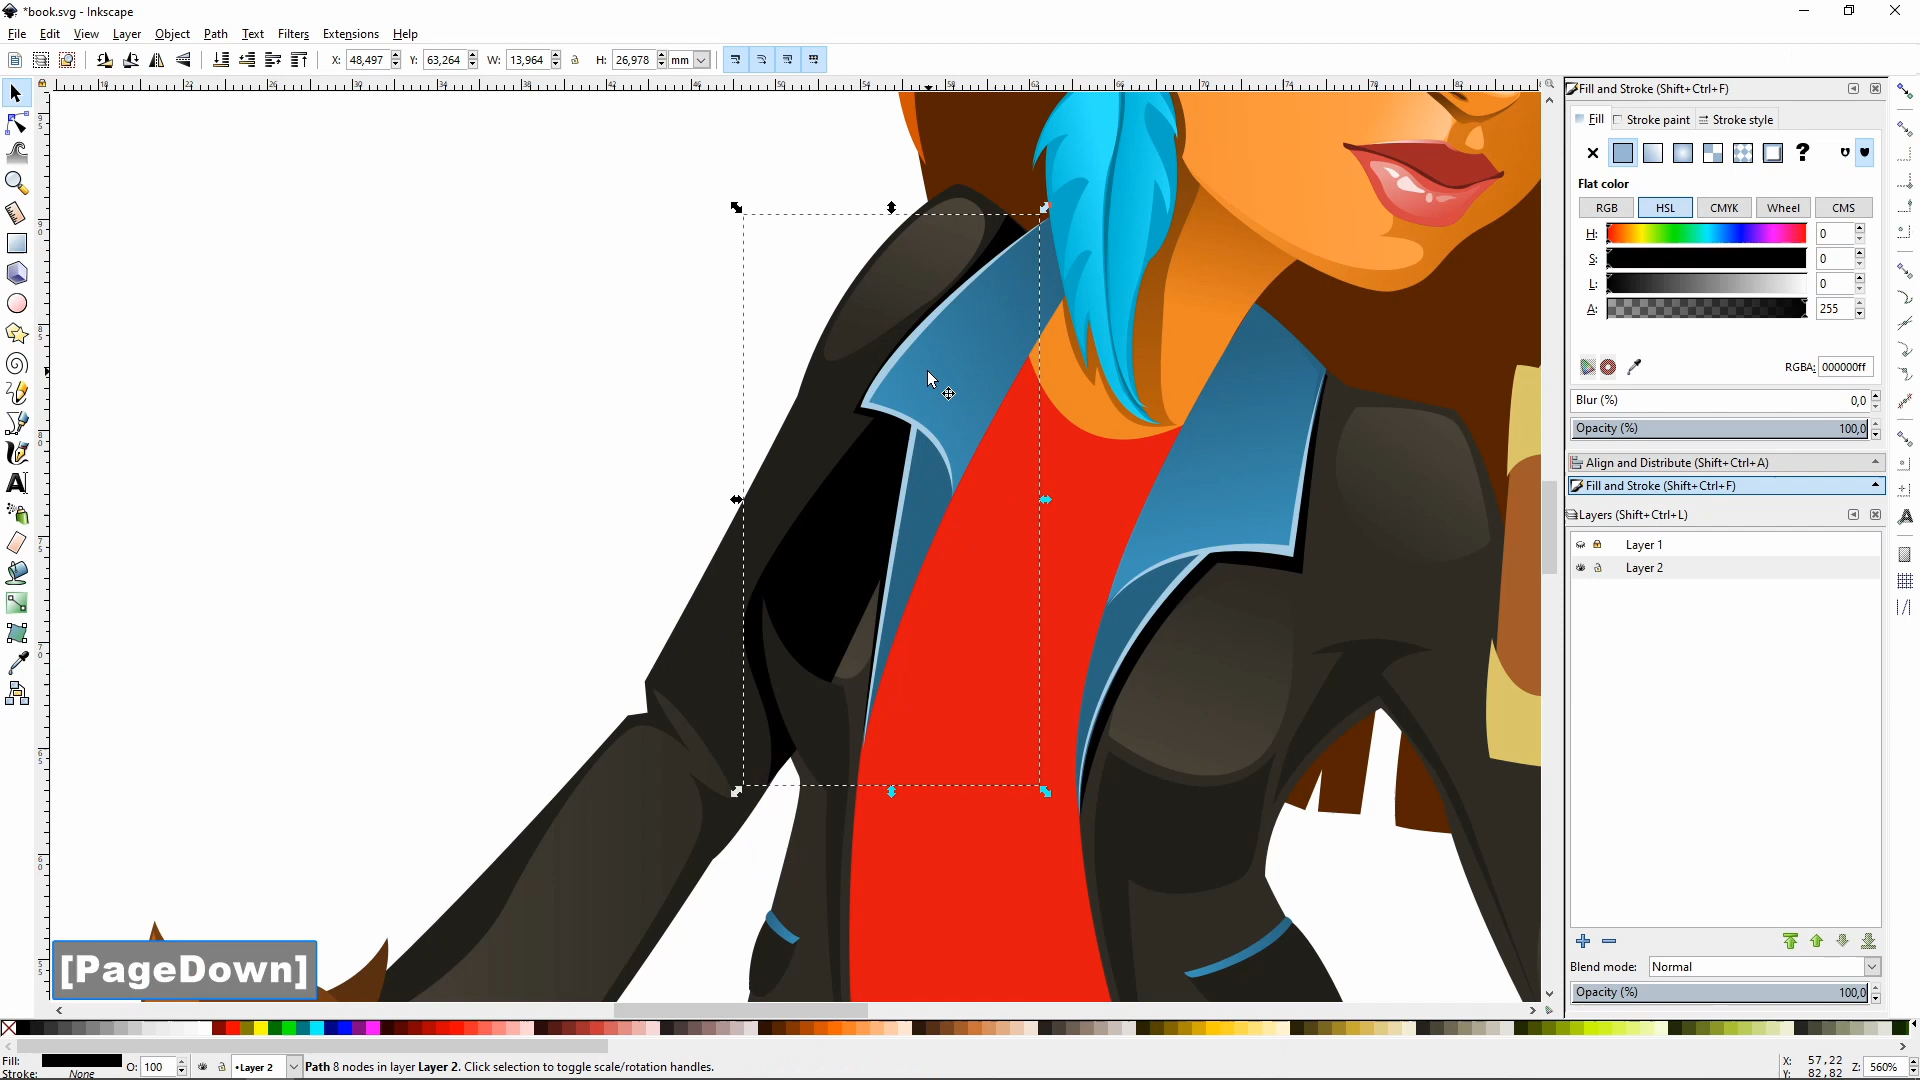 *book.svg - Inkscape
File Edit View Layer Object Path Text Filters Extensions Help
X: 48,497 Y: 63,264 W: 13,964 H: 26,978 mm
Fill and Stroke (Shift+Ctrl+F)
Fill Stroke paint Stroke style
Flat color
RGB HSL CMYK Wheel CMS
H: 0
S: 0
L: 0
A: 255
RGBA: 000000ff
Blur (%) 0,0
Opacity (%) 100,0
Align and Distribute (Shift+Ctrl+A)
Fill and Stroke (Shift+Ctrl+F)
Layers (Shift+Ctrl+L)
Layer 1
Layer 2
[PageDown]
Blend mode: Normal
Opacity (%) 100,0
Fill:
Stroke: None
O: 100
•Layer 2
Path 8 nodes in layer Layer 2. Click selection to toggle scale/rotation handles.
X: 57,22
Y: 82,82
Z: 560%